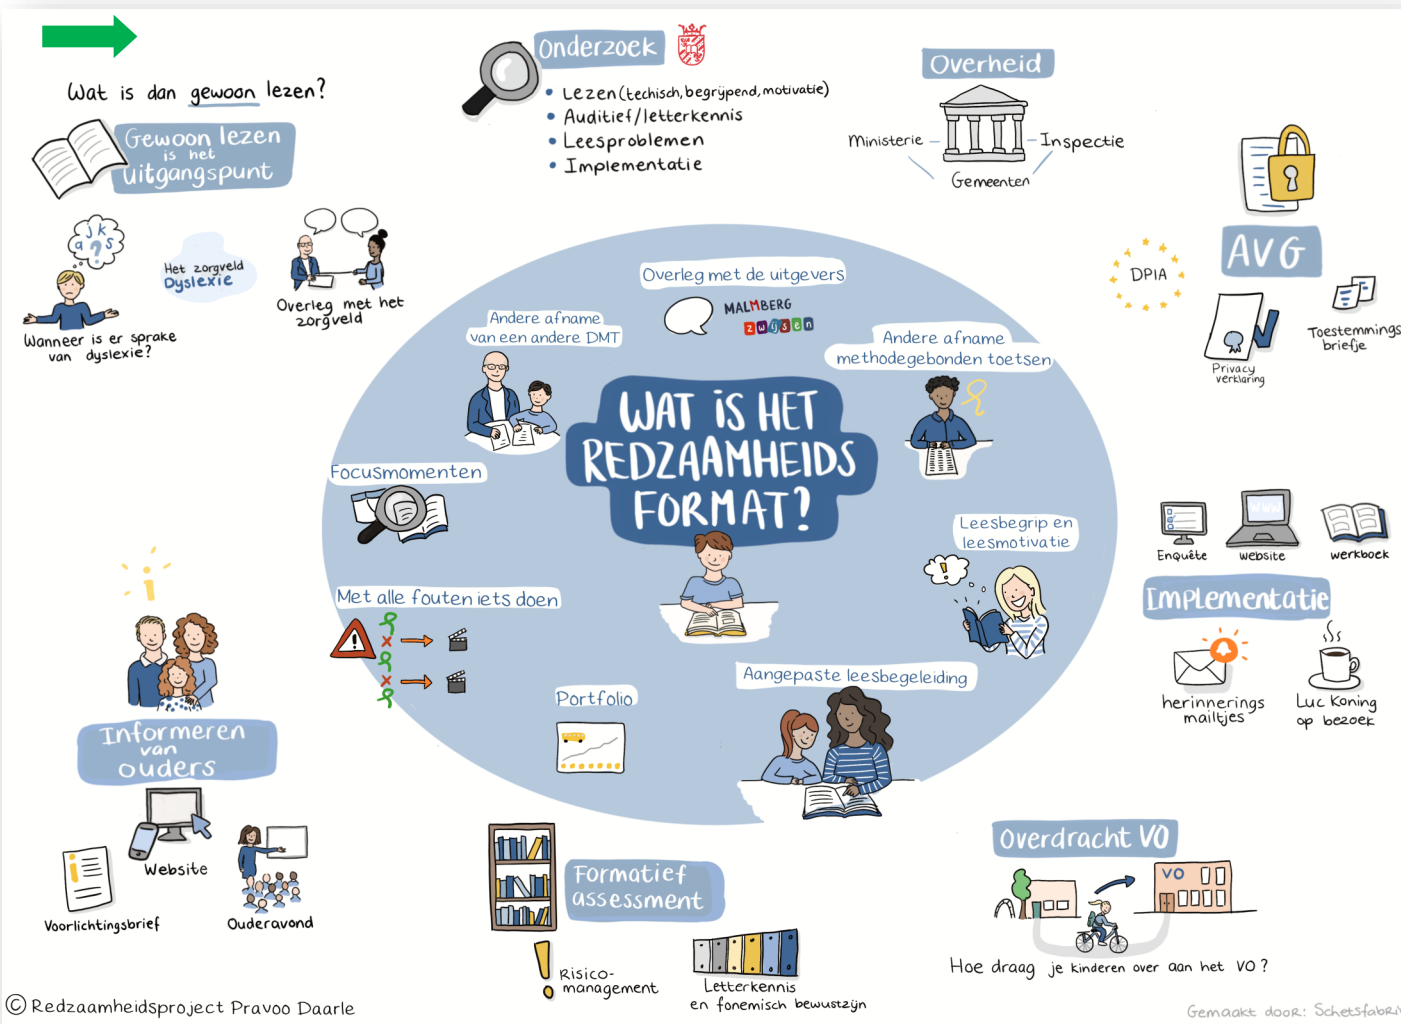 Wat is dan gewoon lezen?
Gewoon lezen
is het
uitgangspunt
j k
a ? s
Wanneer is er sprake
van dyslexie?
Het zorgveld
Dyslexie
Overleg met het
zorgveld
Onderzoek
• Lezen (techisch, begrijpend, motivatie)
• Auditief/letterkennis
• Leesproblemen
• Implementatie
Overheid
Ministerie
Inspectie
Gemeenten
AVG
DPIA
Privacy
verklaring
Toestemmings
briefje
Overleg met de uitgevers
MALMBERG
zwijsen
Andere afname
van een andere DMT
Andere afname
methodegebonden toetsen
WAT IS HET
REDZAAMHEIDS
FORMAT?
Focusmomenten
Leesbegrip en
leesmotivatie
!
Met alle fouten iets doen
!
Portfolio
Aangepaste leesbegeleiding
Enquête
WWW
website
werkboek
Implementatie
herinnerings
mailtjes
Luc Koning
op bezoek
i
Informeren
van
ouders
Website
i
Voorlichtingsbrief
Ouderavond
Formatief
assessment
!
Risico-
management
Letterkennis
en fonemisch bewustzijn
Overdracht VO
VO
Hoe draag je kinderen over aan het VO?
© Redzaamheidsproject Pravoo Daarle
Gemaakt door: Schetsfabri